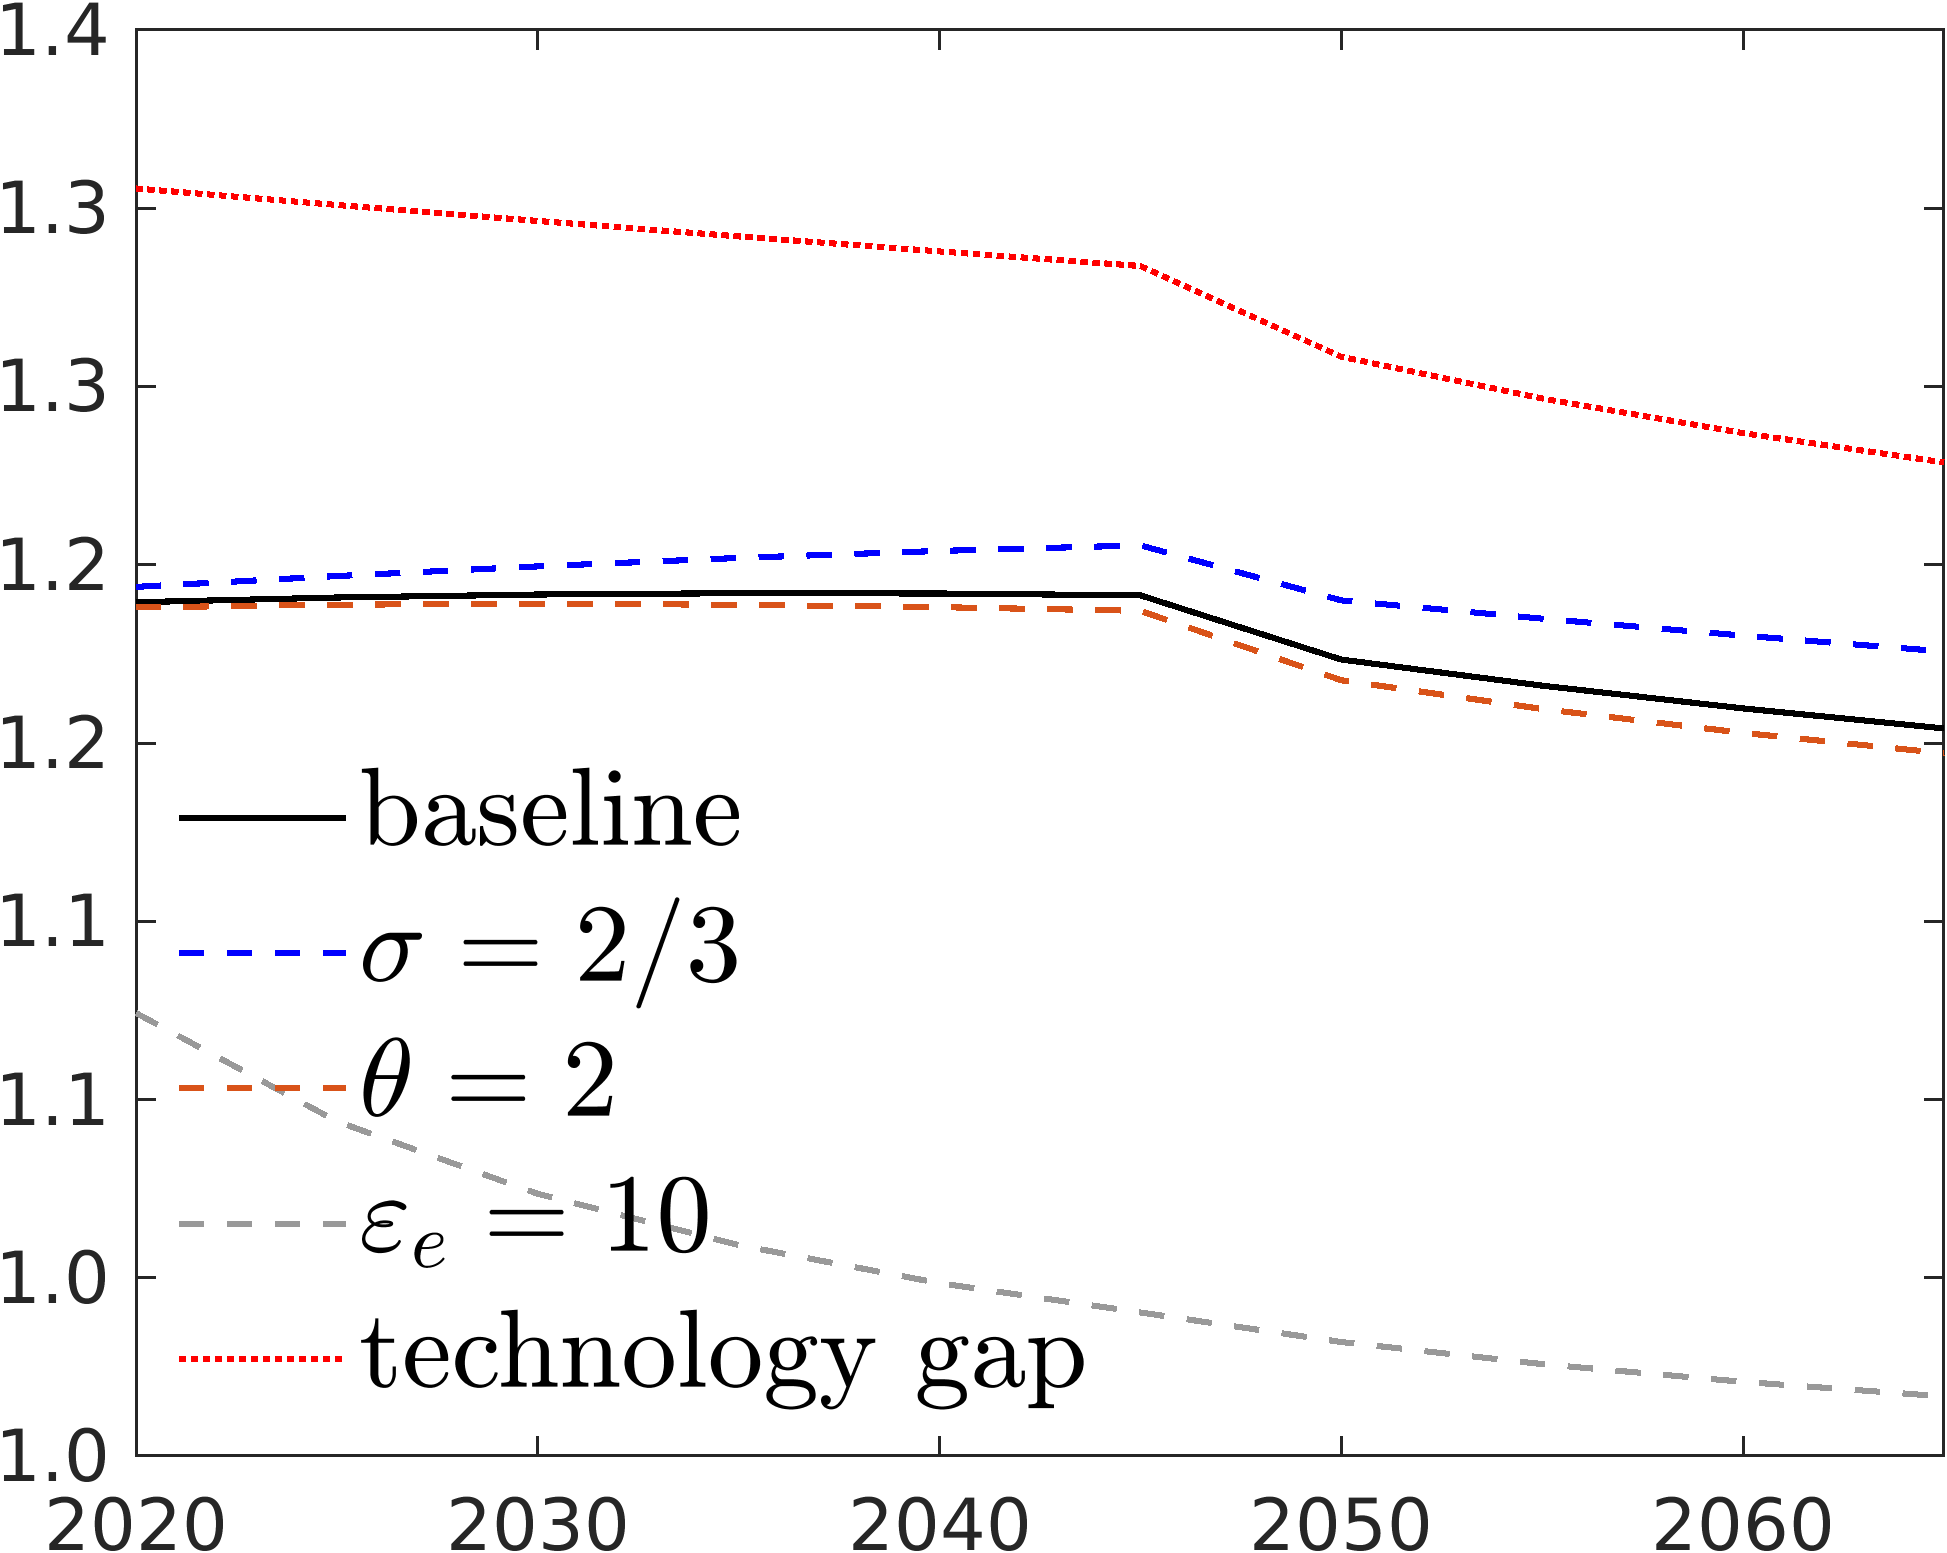 1.4
1.3
1.3
1.2
1.2
1.1
1.1
1.0
1.0
baseline
σ = 2/3
θ = 2
εₑ = 10
technology gap
2020 2030 2040 2050 2060